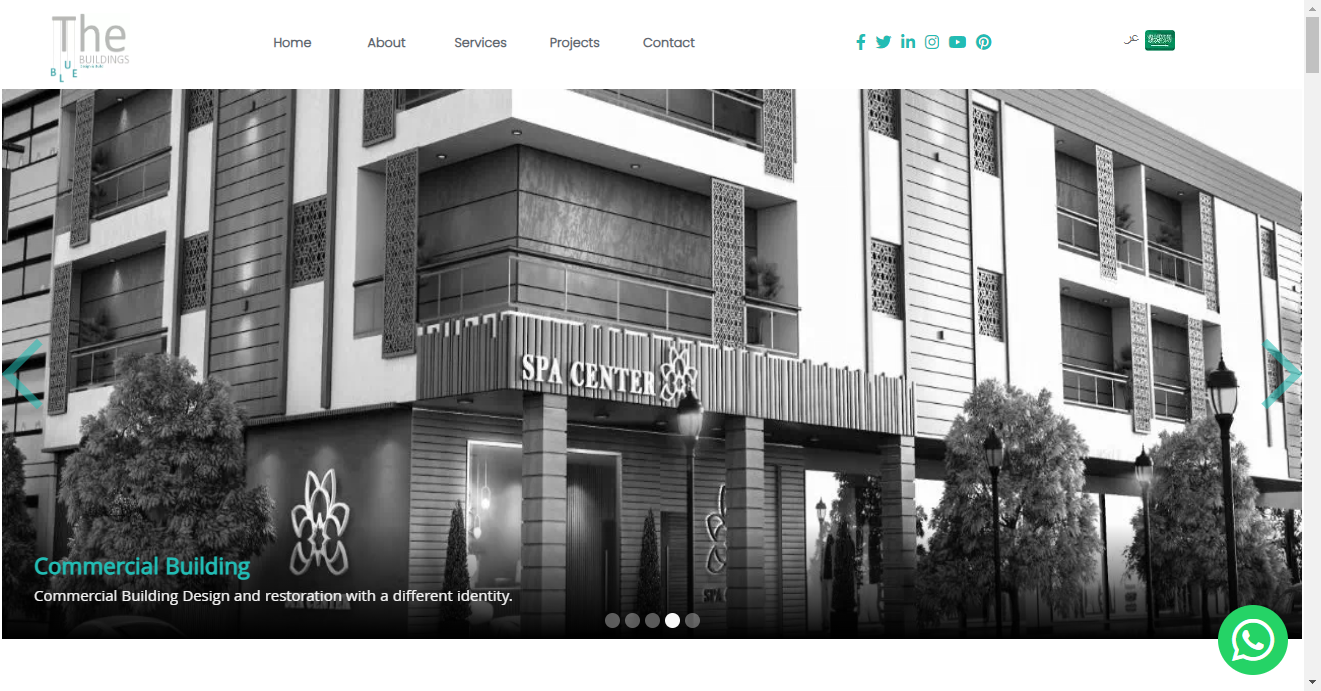 The
BUILDINGS
BLUE
Home
About
Services
Projects
Contact
عر
SPA CENTER
Commercial Building
Commercial Building Design and restoration with a different identity.